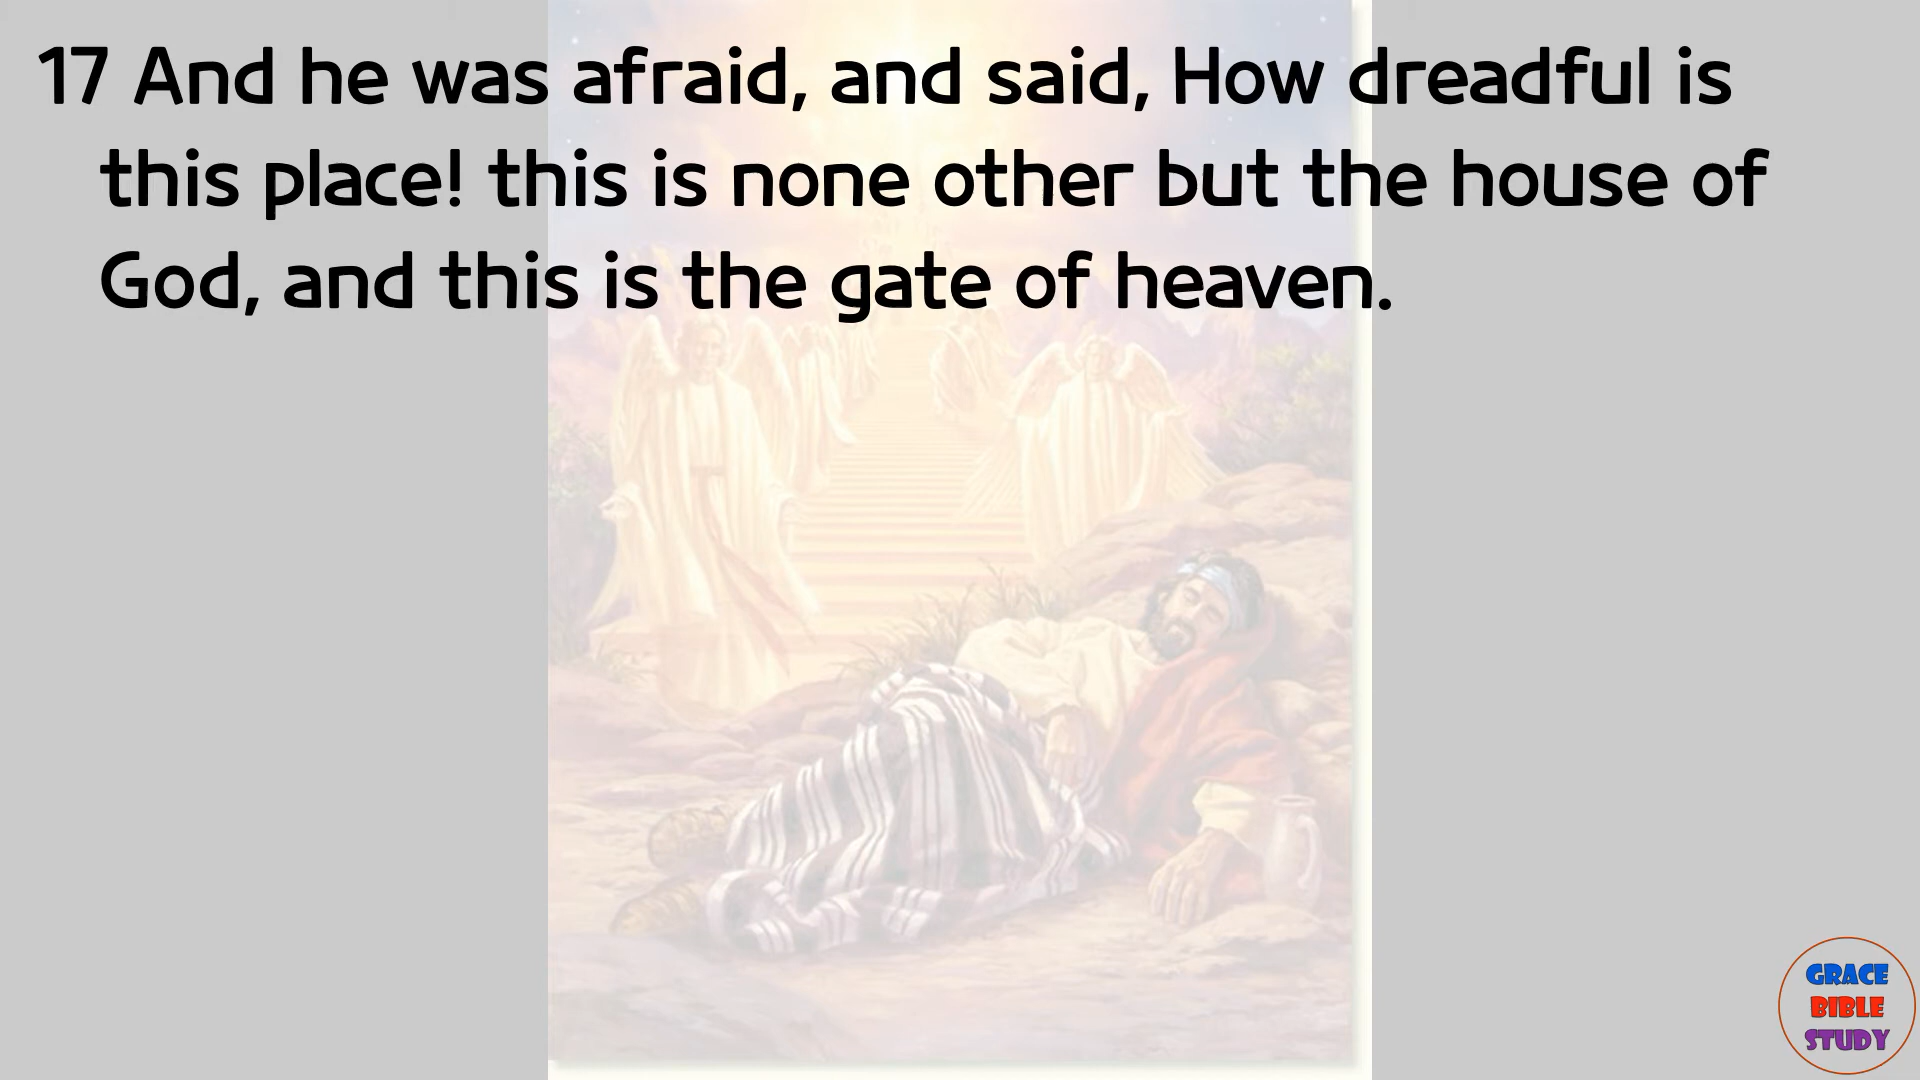 17 And he was afraid, and said, How dreadful is
this place! this is none other but the house of
God, and this is the gate of heaven.
GRACE
BIBLE
STUDY